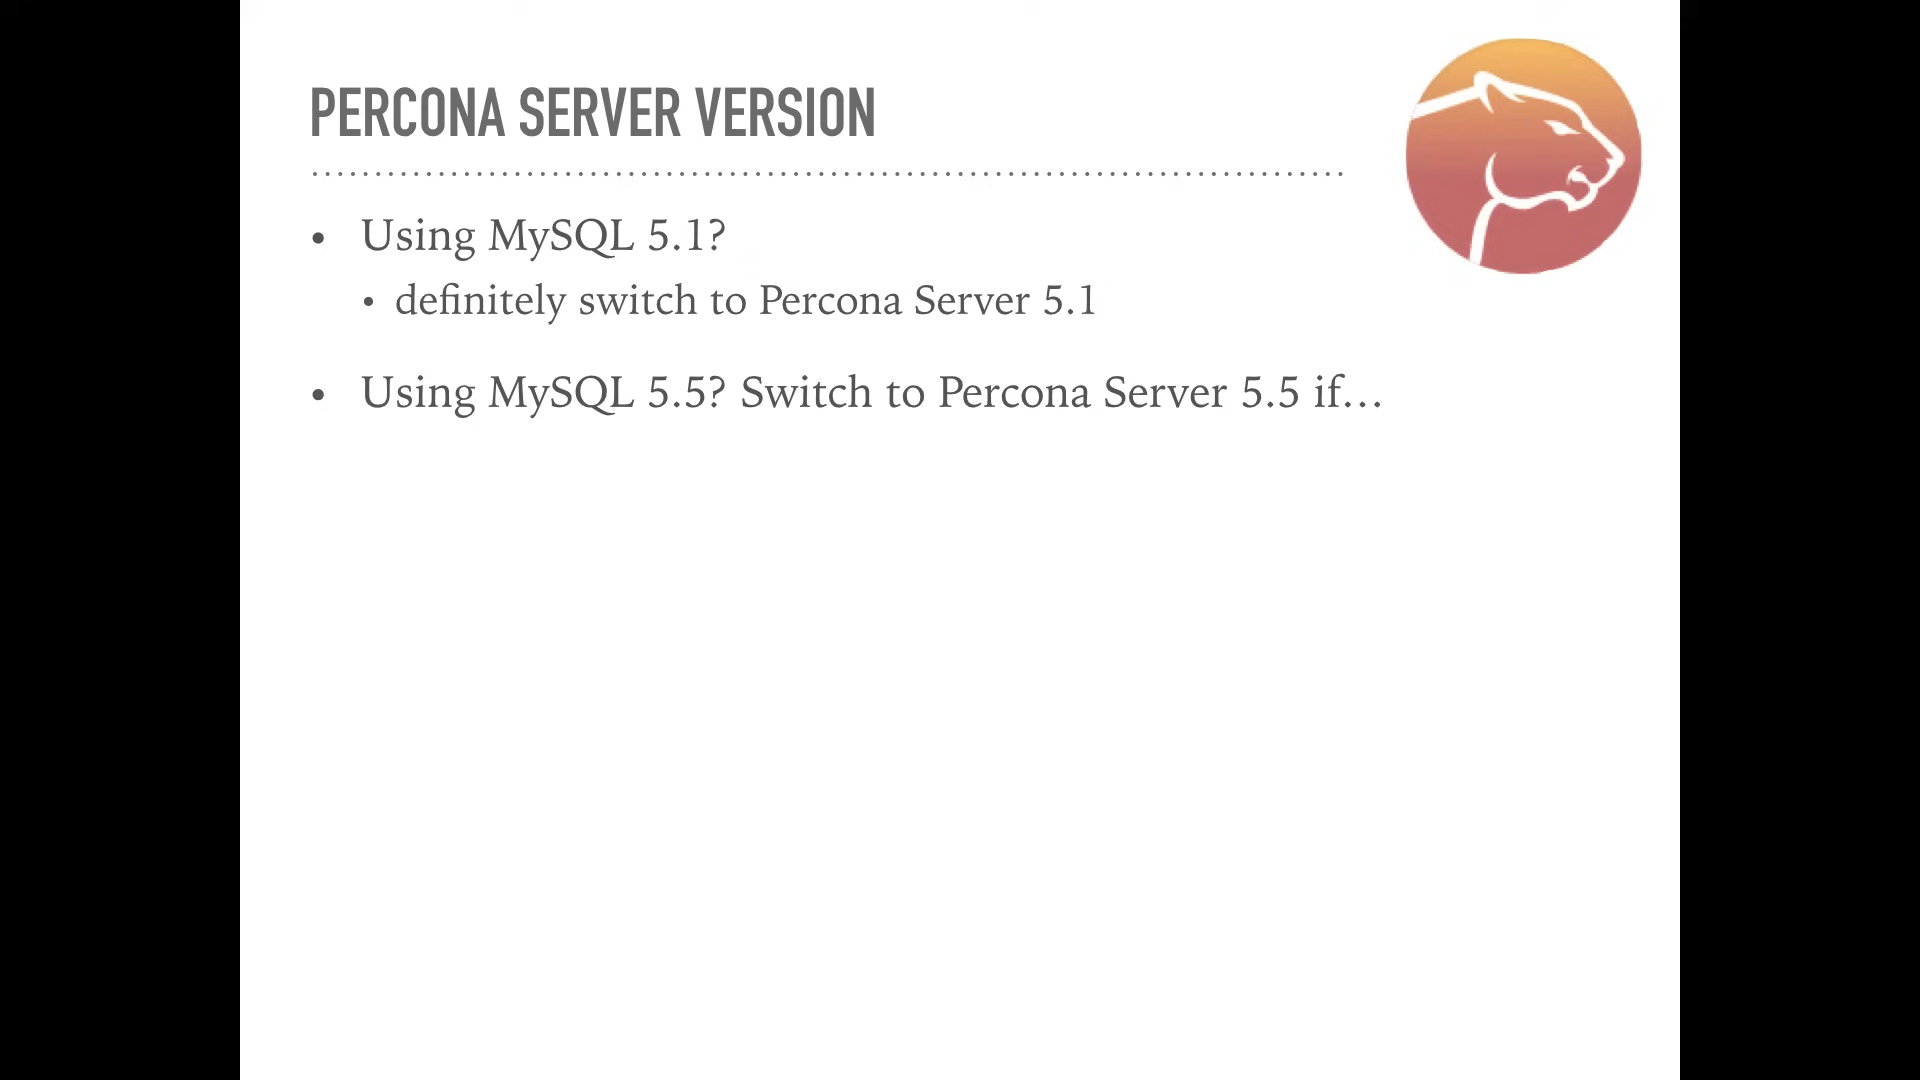 PERCONA SERVER VERSION
• Using MySQL 5.1?
• definitely switch to Percona Server 5.1
• Using MySQL 5.5? Switch to Percona Server 5.5 if…